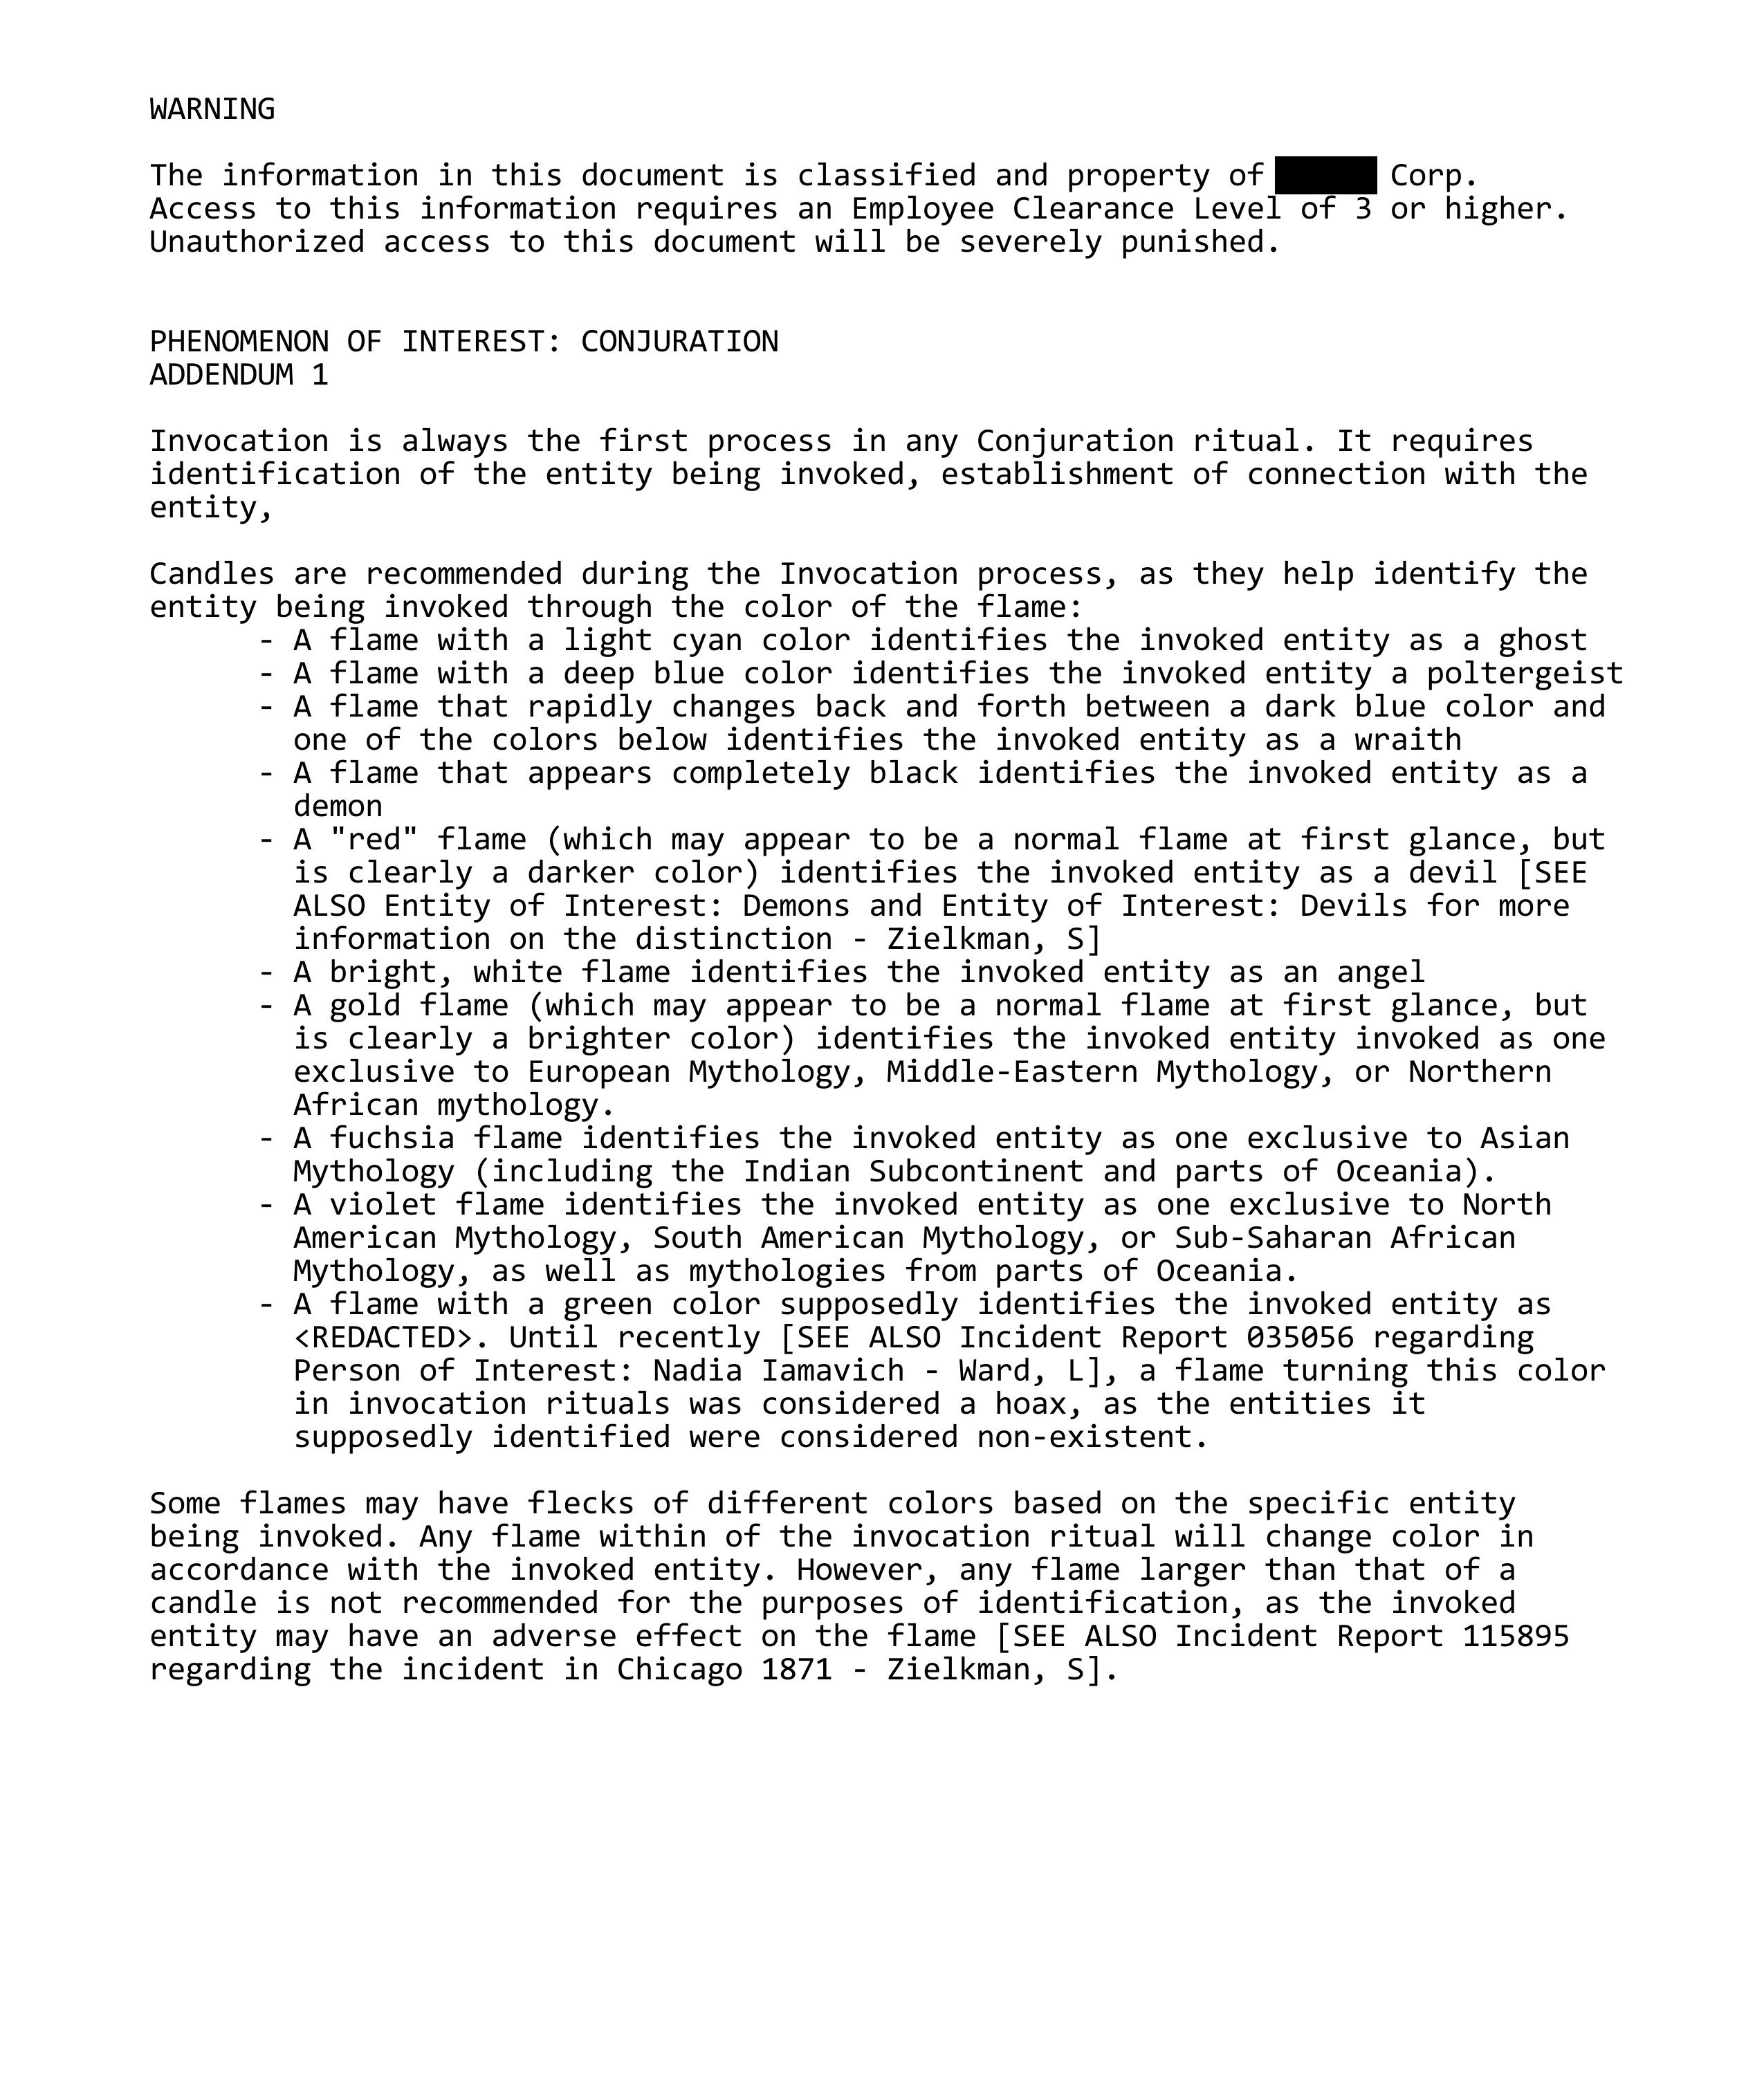 WARNING
The information in this document is classified and property of Corp.
Access to this information requires an Employee Clearance Level of 3 or higher.
Unauthorized access to this document will be severely punished.
PHENOMENON OF INTEREST: CONJURATION
ADDENDUM 1
Invocation is always the first process in any Conjuration ritual. It requires
identification of the entity being invoked, establishment of connection with the
entity,
Candles are recommended during the Invocation process, as they help identify the
entity being invoked through the color of the flame:
- A flame with a light cyan color identifies the invoked entity as a ghost
- A flame with a deep blue color identifies the invoked entity a poltergeist
- A flame that rapidly changes back and forth between a dark blue color and
one of the colors below identifies the invoked entity as a wraith
- A flame that appears completely black identifies the invoked entity as a
demon
- A "red" flame (which may appear to be a normal flame at first glance, but
is clearly a darker color) identifies the invoked entity as a devil [SEE
ALSO Entity of Interest: Demons and Entity of Interest: Devils for more
information on the distinction - Zielkman, S]
- A bright, white flame identifies the invoked entity as an angel
- A gold flame (which may appear to be a normal flame at first glance, but
is clearly a brighter color) identifies the invoked entity invoked as one
exclusive to European Mythology, Middle-Eastern Mythology, or Northern
African mythology.
- A fuchsia flame identifies the invoked entity as one exclusive to Asian
Mythology (including the Indian Subcontinent and parts of Oceania).
- A violet flame identifies the invoked entity as one exclusive to North
American Mythology, South American Mythology, or Sub-Saharan African
Mythology, as well as mythologies from parts of Oceania.
- A flame with a green color supposedly identifies the invoked entity as
<REDACTED>. Until recently [SEE ALSO Incident Report 035056 regarding
Person of Interest: Nadia Iamavich - Ward, L], a flame turning this color
in invocation rituals was considered a hoax, as the entities it
supposedly identified were considered non-existent.
Some flames may have flecks of different colors based on the specific entity
being invoked. Any flame within of the invocation ritual will change color in
accordance with the invoked entity. However, any flame larger than that of a
candle is not recommended for the purposes of identification, as the invoked
entity may have an adverse effect on the flame [SEE ALSO Incident Report 115895
regarding the incident in Chicago 1871 - Zielkman, S].